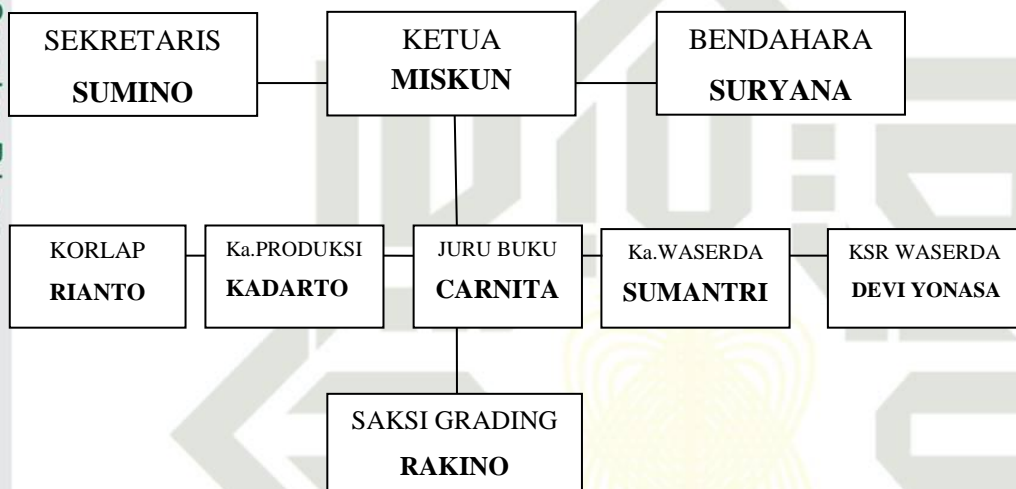 SEKRETARIS
SUMINO
KETUA
MISKUN
BENDAHARA
SURYANA
KORLAP
RIANTO
Ka.PRODUKSI
KADARTO
JURU BUKU
CARNITA
Ka.WASERDA
SUMANTRI
KSR WASERDA
DEVI YONASA
SAKSI GRADING
RAKINO